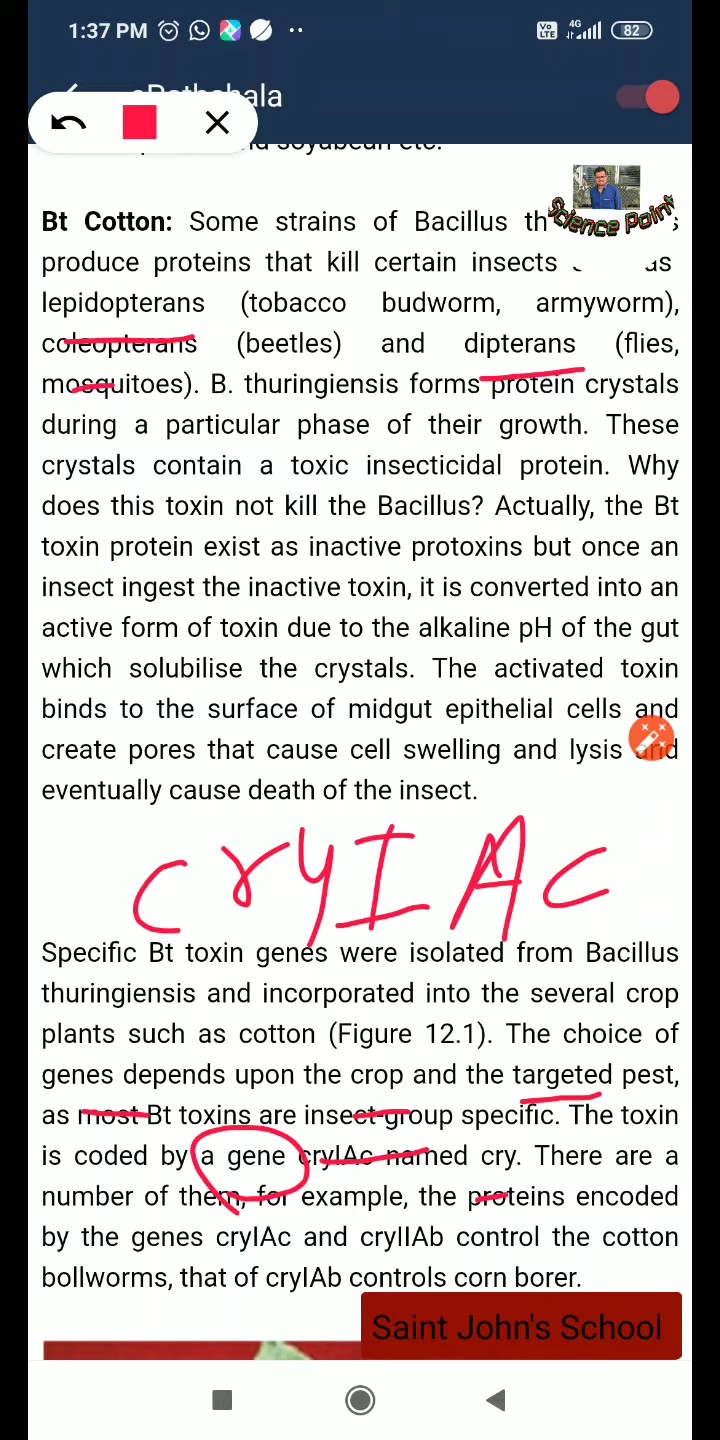 1:37 PM
Vo LTE 4G 82
soyabean etc.
Science Point
Bt Cotton: Some strains of Bacillus
produce proteins that kill certain insects as
lepidopterans (tobacco budworm, armyworm),
coleopterans (beetles) and dipterans (flies,
mosquitoes). B. thuringiensis forms protein crystals
during a particular phase of their growth. These
crystals contain a toxic insecticidal protein. Why
does this toxin not kill the Bacillus? Actually, the Bt
toxin protein exist as inactive protoxins but once an
insect ingest the inactive toxin, it is converted into an
active form of toxin due to the alkaline pH of the gut
which solubilise the crystals. The activated toxin
binds to the surface of midgut epithelial cells and
create pores that cause cell swelling and lysis and
eventually cause death of the insect.
cryIAc
Specific Bt toxin genes were isolated from Bacillus
thuringiensis and incorporated into the several crop
plants such as cotton (Figure 12.1). The choice of
genes depends upon the crop and the targeted pest,
as most Bt toxins are insect-group specific. The toxin
is coded by a gene cryIAc named cry. There are a
number of them, for example, the proteins encoded
by the genes cryIAc and cryIIAb control the cotton
bollworms, that of cryIAb controls corn borer.
Saint John's School